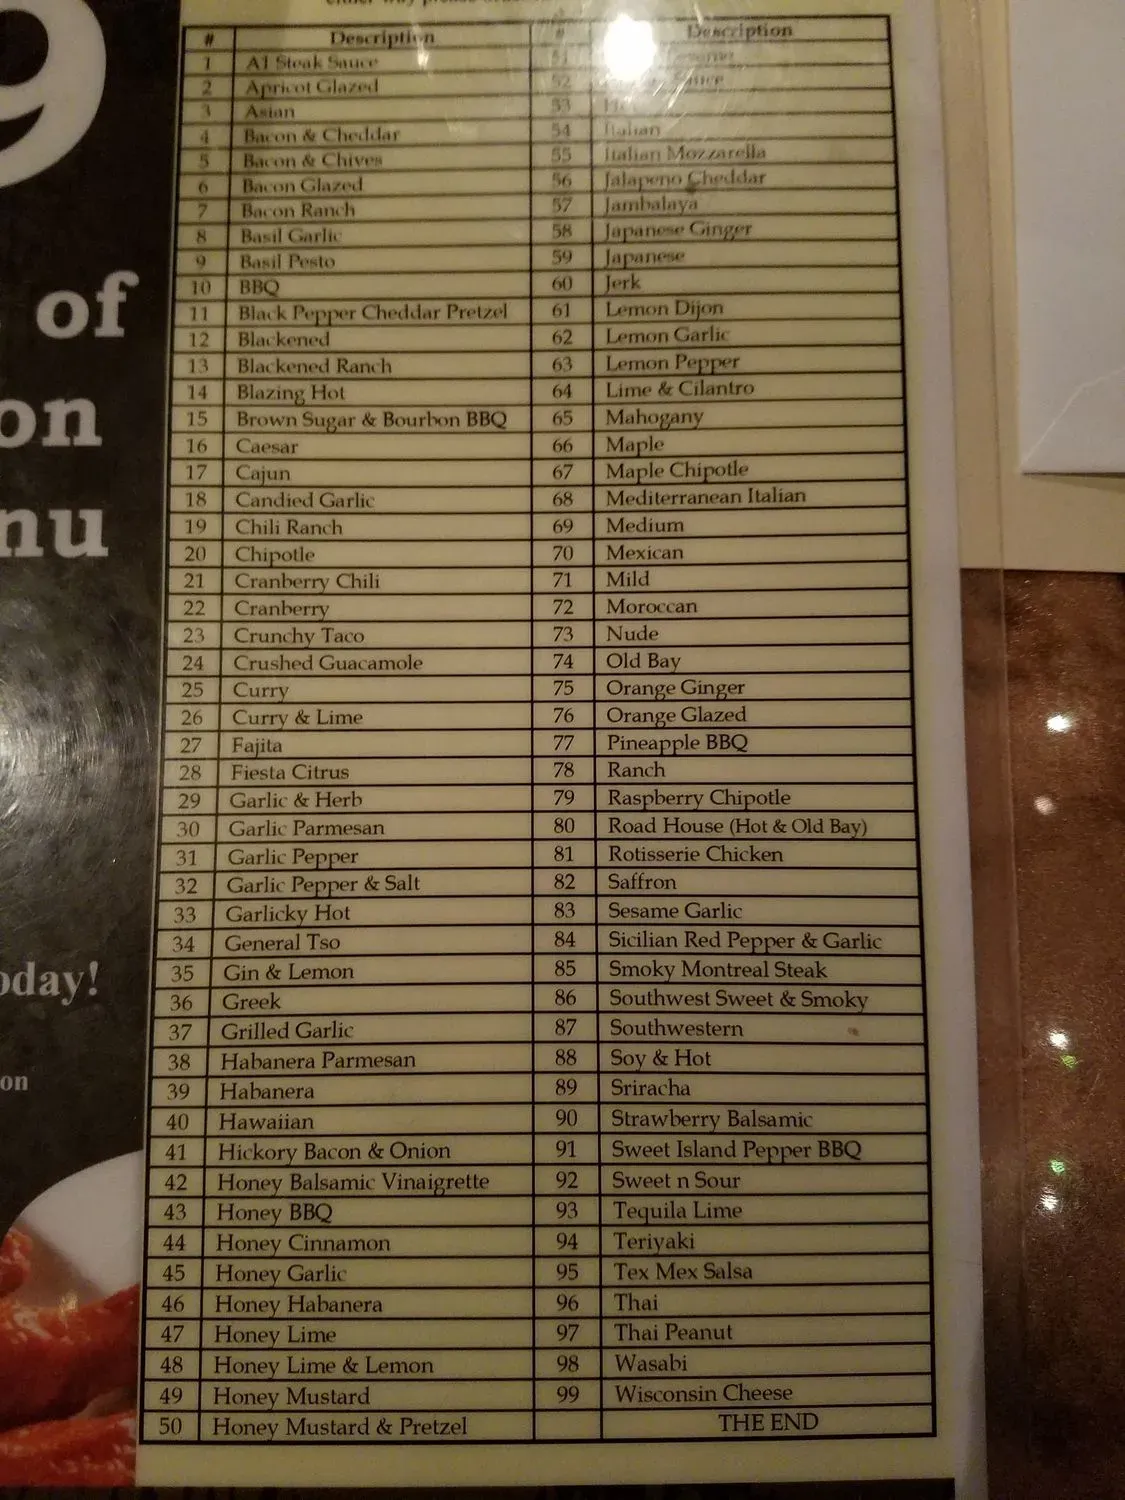 9
of
on
nu
oday!
on
# Description
1 A1 Steak Sauce
2 Apricot Glazed
3 Asian
4 Bacon & Cheddar
5 Bacon & Chives
6 Bacon Glazed
7 Bacon Ranch
8 Basil Garlic
9 Basil Pesto
10 BBQ
11 Black Pepper Cheddar Pretzel
12 Blackened
13 Blackened Ranch
14 Blazing Hot
15 Brown Sugar & Bourbon BBQ
16 Caesar
17 Cajun
18 Candied Garlic
19 Chili Ranch
20 Chipotle
21 Cranberry Chili
22 Cranberry
23 Crunchy Taco
24 Crushed Guacamole
25 Curry
26 Curry & Lime
27 Fajita
28 Fiesta Citrus
29 Garlic & Herb
30 Garlic Parmesan
31 Garlic Pepper
32 Garlic Pepper & Salt
33 Garlicky Hot
34 General Tso
35 Gin & Lemon
36 Greek
37 Grilled Garlic
38 Habanera Parmesan
39 Habanera
40 Hawaiian
41 Hickory Bacon & Onion
42 Honey Balsamic Vinaigrette
43 Honey BBQ
44 Honey Cinnamon
45 Honey Garlic
46 Honey Habanera
47 Honey Lime
48 Honey Lime & Lemon
49 Honey Mustard
50 Honey Mustard & Pretzel
# Description
51
52 Sauce
53
54 Italian
55 Italian Mozzarella
56 Jalapeno Cheddar
57 Jambalaya
58 Japanese Ginger
59 Japanese
60 Jerk
61 Lemon Dijon
62 Lemon Garlic
63 Lemon Pepper
64 Lime & Cilantro
65 Mahogany
66 Maple
67 Maple Chipotle
68 Mediterranean Italian
69 Medium
70 Mexican
71 Mild
72 Moroccan
73 Nude
74 Old Bay
75 Orange Ginger
76 Orange Glazed
77 Pineapple BBQ
78 Ranch
79 Raspberry Chipotle
80 Road House (Hot & Old Bay)
81 Rotisserie Chicken
82 Saffron
83 Sesame Garlic
84 Sicilian Red Pepper & Garlic
85 Smoky Montreal Steak
86 Southwest Sweet & Smoky
87 Southwestern
88 Soy & Hot
89 Sriracha
90 Strawberry Balsamic
91 Sweet Island Pepper BBQ
92 Sweet n Sour
93 Tequila Lime
94 Teriyaki
95 Tex Mex Salsa
96 Thai
97 Thai Peanut
98 Wasabi
99 Wisconsin Cheese
THE END